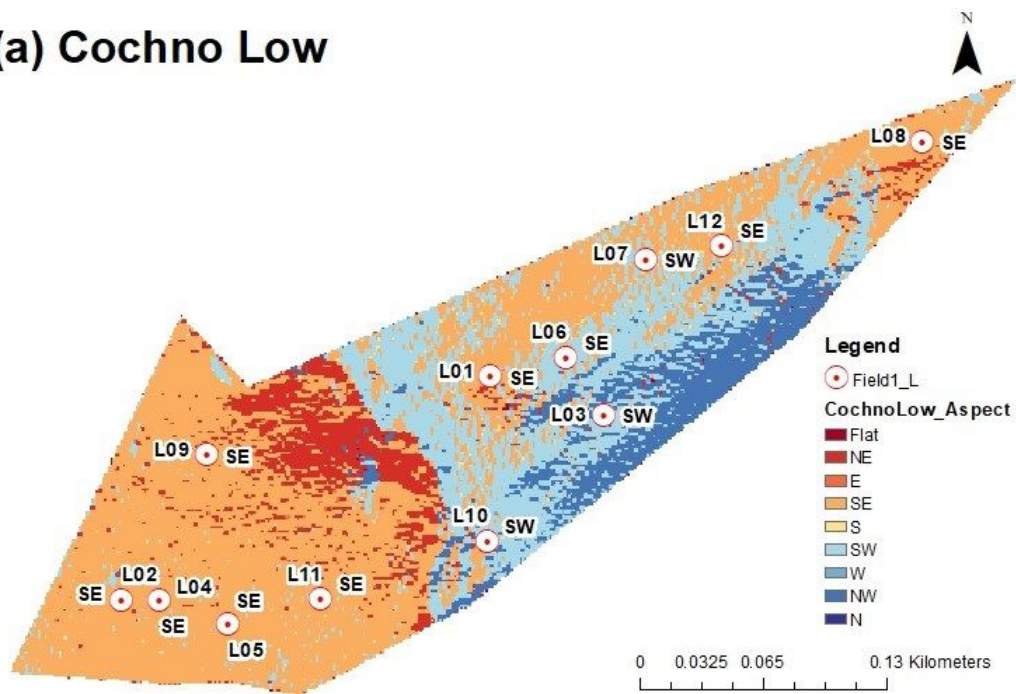 (a) Cochno Low
N
L08 SE
L12 SE
L07 SW
L06 SE
L01 SE
L03 SW
L09 SE
L10 SW
SE L02 L04 SE
SE L05
L11 SE
Legend
Field1_L
CochnoLow_Aspect
Flat
NE
E
SE
S
SW
W
NW
N
0 0.0325 0.065 0.13 Kilometers